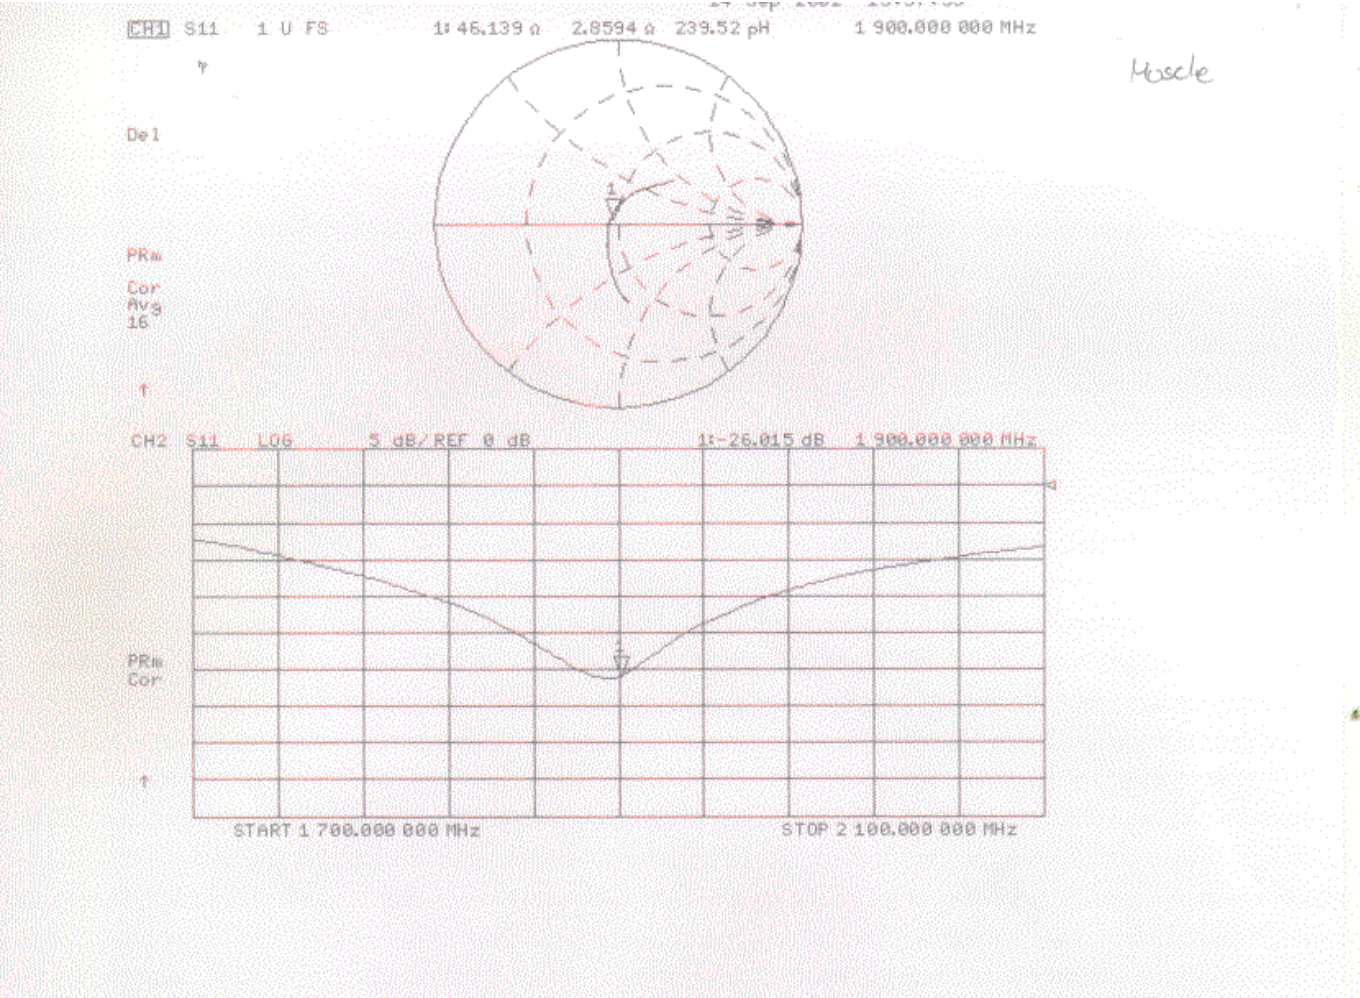 CH1 S11 1 U FS 1: 46.139 Ω 2.8594 Ω 239.52 pH 1 900.000 000 MHz
Muscle
Del
1
PRm
Cor
Avg
16
↑
CH2 S11 LOG 5 dB/ REF 0 dB 1:-26.015 dB 1 900.000 000 MHz
1
PRm
Cor
↑
START 1 700.000 000 MHz STOP 2 100.000 000 MHz